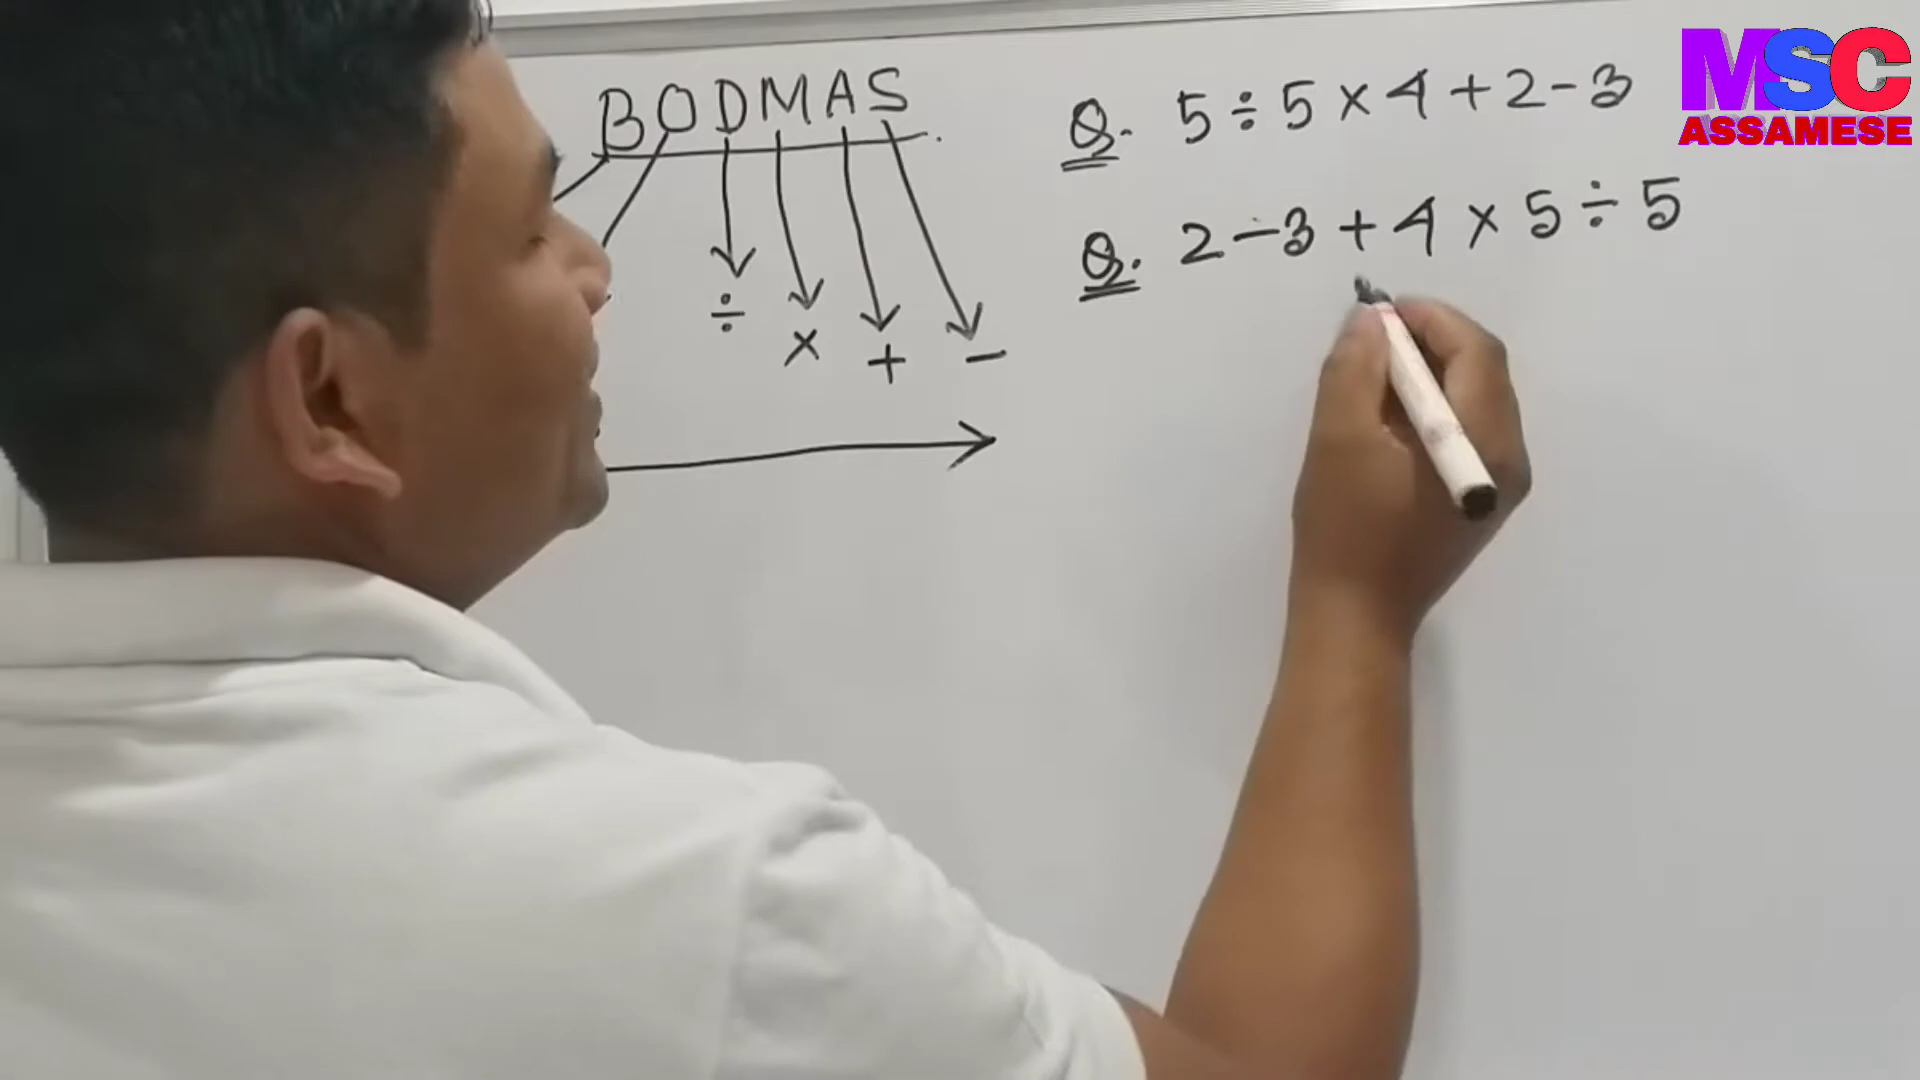 BODMAS.
÷ × + -
Q. 5 ÷ 5 × 4 + 2 - 3
Q. 2 - 3 + 4 × 5 ÷ 5
MSC
ASSAMESE